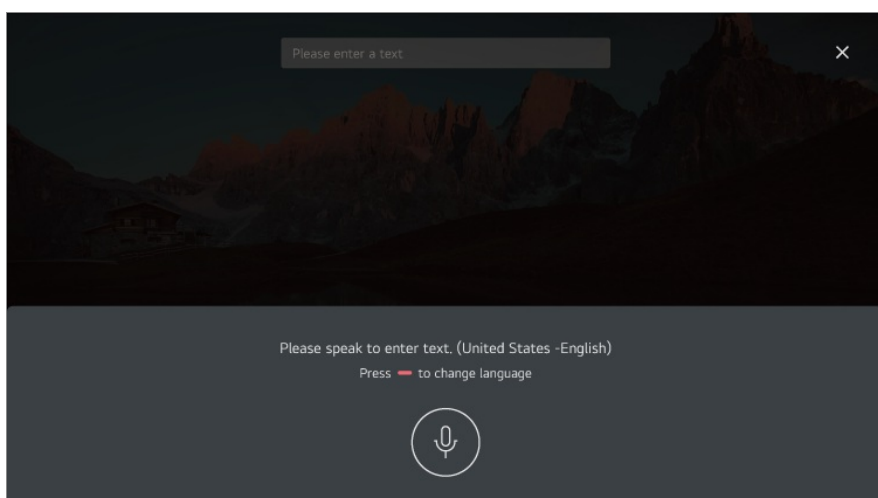 Please enter a text
Please speak to enter text. (United States -English)
Press to change language